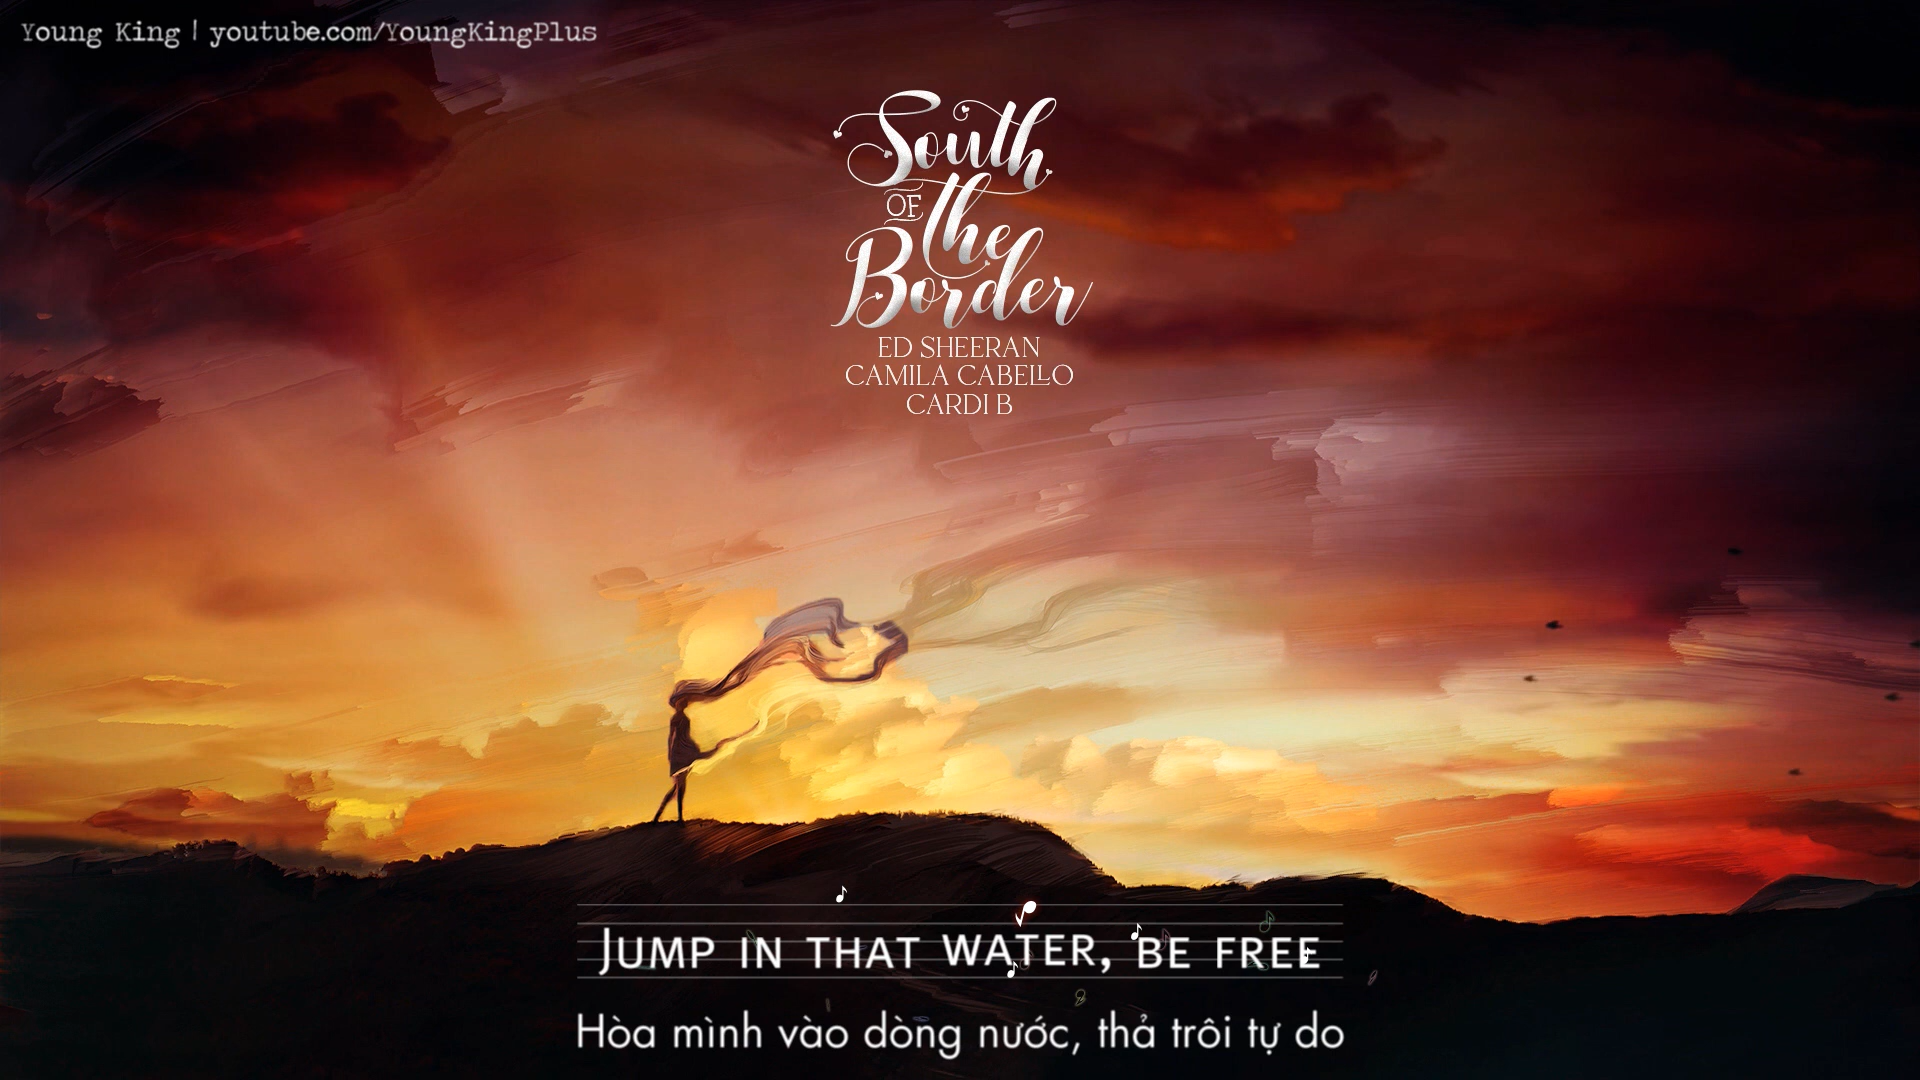 Young King | youtube.com/YoungKingPlus
South
OF
the
Border
ED SHEERAN
CAMILA CABELLO
CARDI B
JUMP IN THAT WATER, BE FREE
Hòa mình vào dòng nước, thả trôi tự do